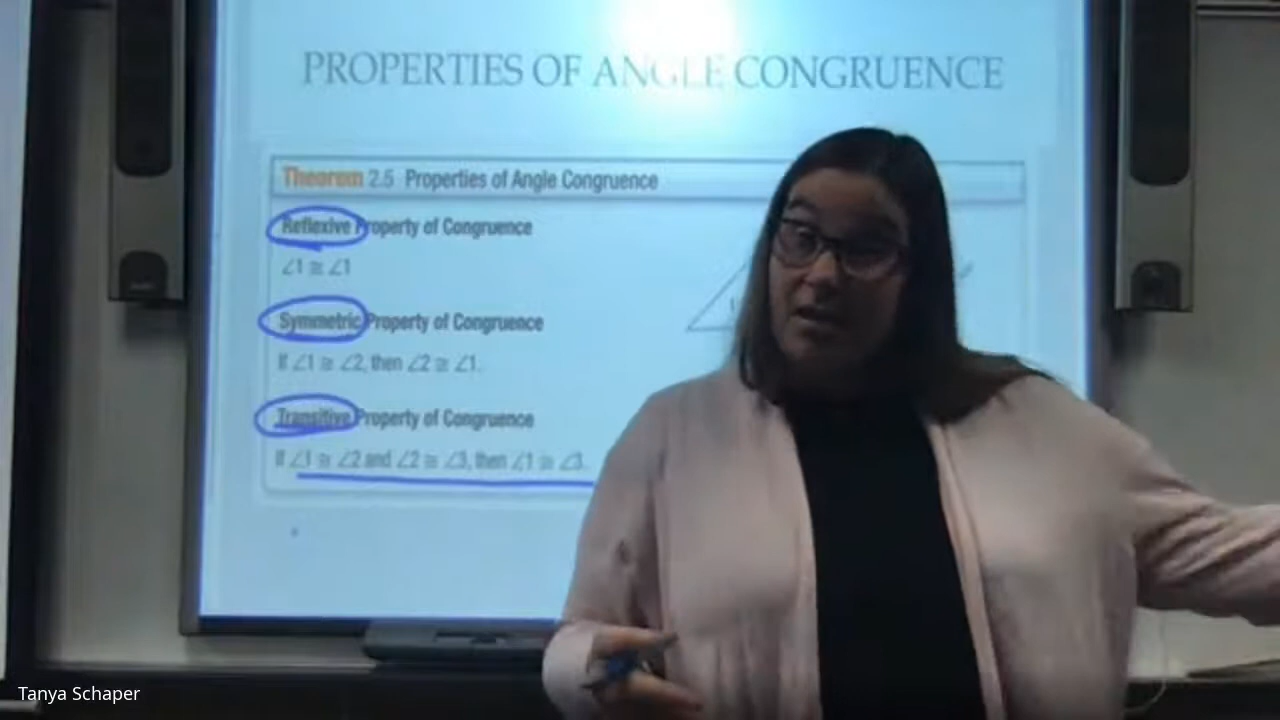 PROPERTIES OF ANGLE CONGRUENCE
Theorem 2.5 Properties of Angle Congruence
Reflexive Property of Congruence
∠1 ≅ ∠1
Symmetric Property of Congruence
If ∠1 ≅ ∠2, then ∠2 ≅ ∠1.
Transitive Property of Congruence
If ∠1 ≅ ∠2 and ∠2 ≅ ∠3, then ∠1 ≅ ∠3.
1
Tanya Schaper